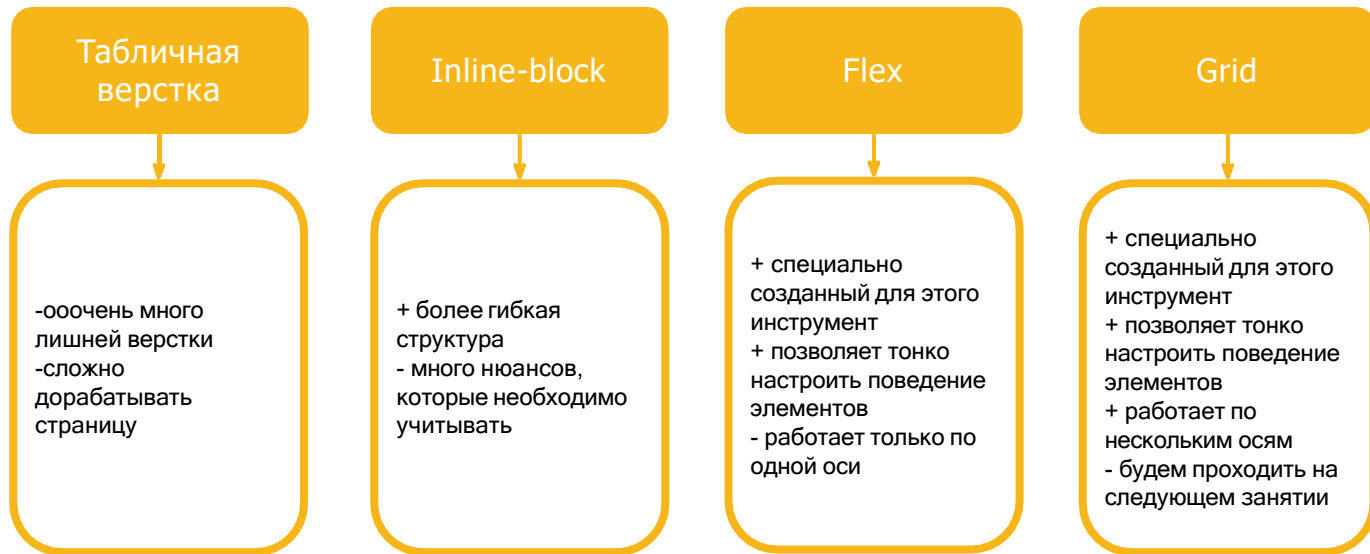 Табличная
верстка
-ооочень много
лишней верстки
-сложно
дорабатывать
страницу
Inline-block
+ более гибкая
структура
- много нюансов,
которые необходимо
учитывать
Flex
+ специально
созданный для этого
инструмент
+ позволяет тонко
настроить поведение
элементов
- работает только по
одной оси
Grid
+ специально
созданный для этого
инструмент
+ позволяет тонко
настроить поведение
элементов
+ работает по
нескольким осям
- будем проходить на
следующем занятии